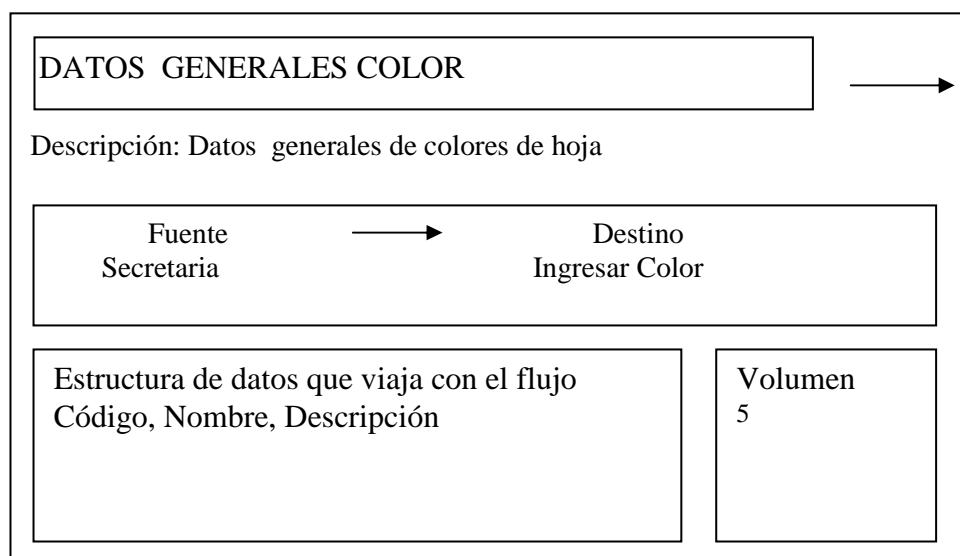 DATOS  GENERALES COLOR
Descripción: Datos  generales de colores de hoja
Fuente Destino
Secretaria Ingresar Color
Estructura de datos que viaja con el flujo
Código, Nombre, Descripción
Volumen
5